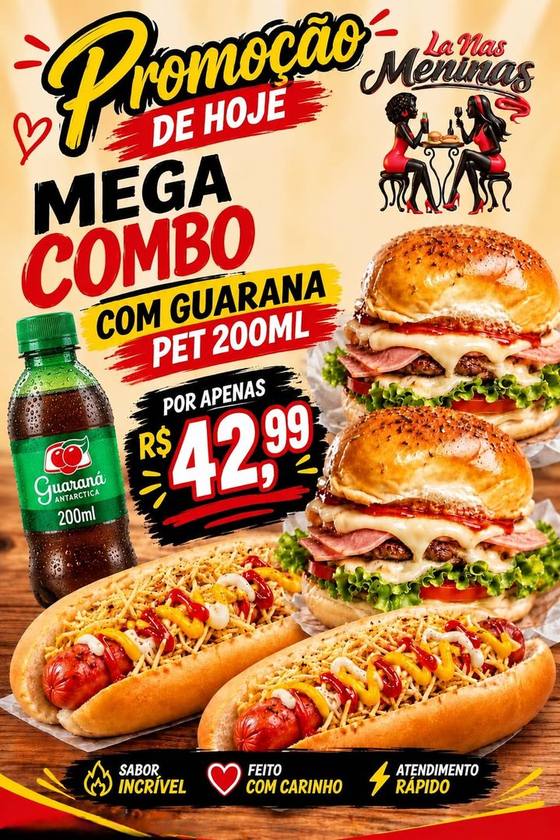 Promoção
DE HOJE
La Nas
Meninas
MEGA
COMBO
COM GUARANA
PET 200ML
POR APENAS
R$ 42,99
Guaraná
ANTARCTICA
200ml
SABOR
INCRÍVEL
FEITO
COM CARINHO
ATENDIMENTO
RÁPIDO